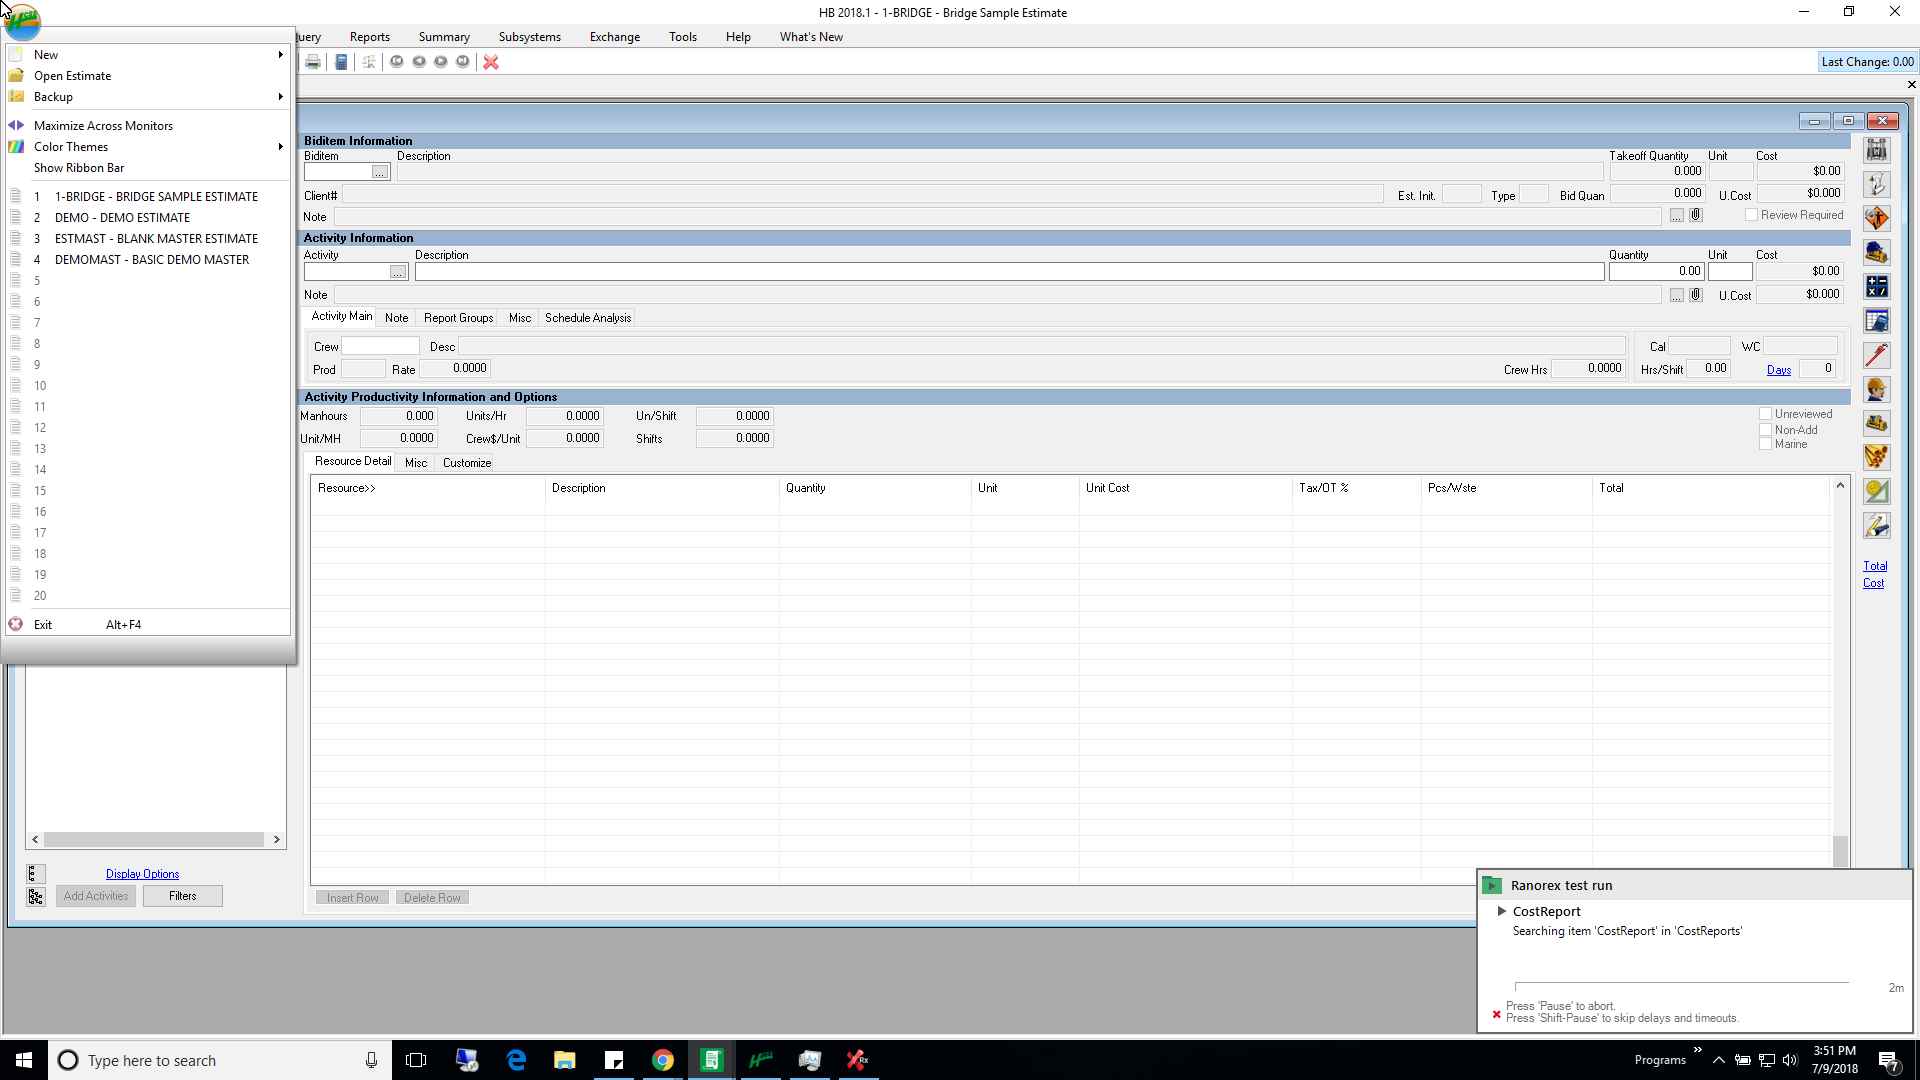 HB 2018.1 - 1-BRIDGE - Bridge Sample Estimate
Reports Summary Subsystems Exchange Tools Help What's New
Last Change: 0.00
New
Open Estimate
Backup
Maximize Across Monitors
Color Themes
Show Ribbon Bar
1 1-BRIDGE - BRIDGE SAMPLE ESTIMATE
2 DEMO - DEMO ESTIMATE
3 ESTMAST - BLANK MASTER ESTIMATE
4 DEMOMAST - BASIC DEMO MASTER
5
6
7
8
9
10
11
12
13
14
15
16
17
18
19
20
Exit Alt+F4
Display Options
Add Activities Filters
Biditem Information
Biditem Description Takeoff Quantity Unit Cost
... 0.000 $0.00
Client# Est. Init. Type Bid Quan 0.000 U.Cost $0.000
Note ... Review Required
Activity Information
Activity Description Quantity Unit Cost
... 0.00 $0.00
Note ... U.Cost $0.000
Activity Main Note Report Groups Misc Schedule Analysis
Crew Desc Cal WC
Prod Rate 0.0000 Crew Hrs 0.0000 Hrs/Shift 0.00 Days 0
Activity Productivity Information and Options
Manhours 0.000 Units/Hr 0.0000 Un/Shift 0.0000 Unreviewed
Non-Add
Unit/MH 0.0000 Crew$/Unit 0.0000 Shifts 0.0000 Marine
Resource Detail Misc Customize
Resource>> Description Quantity Unit Unit Cost Tax/OT % Pcs/Wste Total
Insert Row Delete Row
Total
Cost
Ranorex test run
CostReport
Searching item 'CostReport' in 'CostReports'
2m
Press 'Pause' to abort.
Press 'Shift-Pause' to skip delays and timeouts.
Type here to search
Programs
3:51 PM
7/9/2018
7